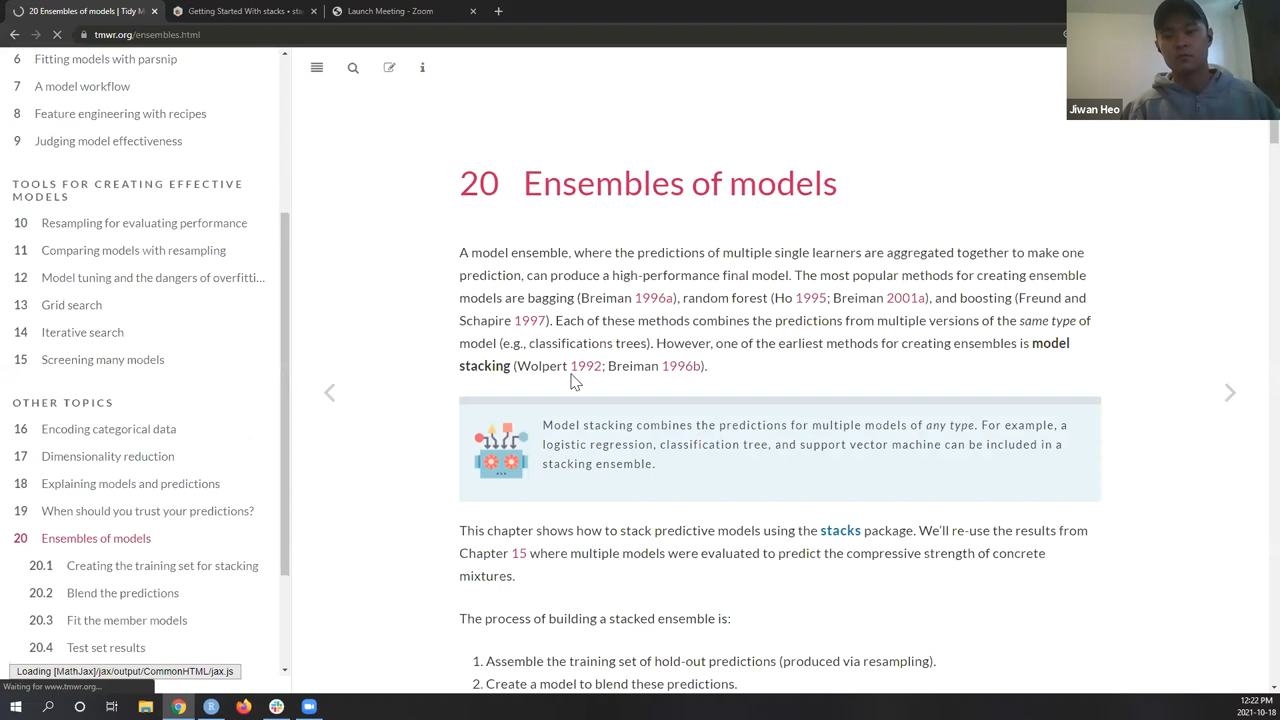 20 Ensembles of models | Tidy M
Getting Started With stacks • sta
Launch Meeting - Zoom
tmwr.org/ensembles.html
Jiwan Heo
6 Fitting models with parsnip
7 A model workflow
8 Feature engineering with recipes
9 Judging model effectiveness
TOOLS FOR CREATING EFFECTIVE
MODELS
10 Resampling for evaluating performance
11 Comparing models with resampling
12 Model tuning and the dangers of overfitti...
13 Grid search
14 Iterative search
15 Screening many models
OTHER TOPICS
16 Encoding categorical data
17 Dimensionality reduction
18 Explaining models and predictions
19 When should you trust your predictions?
20 Ensembles of models
20.1 Creating the training set for stacking
20.2 Blend the predictions
20.3 Fit the member models
20.4 Test set results
Loading [MathJax]/jax/output/CommonHTML/jax.js
Waiting for www.tmwr.org...
20 Ensembles of models
A model ensemble, where the predictions of multiple single learners are aggregated together to make one
prediction, can produce a high-performance final model. The most popular methods for creating ensemble
models are bagging (Breiman 1996a), random forest (Ho 1995; Breiman 2001a), and boosting (Freund and
Schapire 1997). Each of these methods combines the predictions from multiple versions of the same type of
model (e.g., classifications trees). However, one of the earliest methods for creating ensembles is model
stacking (Wolpert 1992; Breiman 1996b).
Model stacking combines the predictions for multiple models of any type. For example, a
logistic regression, classification tree, and support vector machine can be included in a
stacking ensemble.
This chapter shows how to stack predictive models using the stacks package. We'll re-use the results from
Chapter 15 where multiple models were evaluated to predict the compressive strength of concrete
mixtures.
The process of building a stacked ensemble is:
1. Assemble the training set of hold-out predictions (produced via resampling).
2. Create a model to blend these predictions.
12:22 PM
2021-10-18